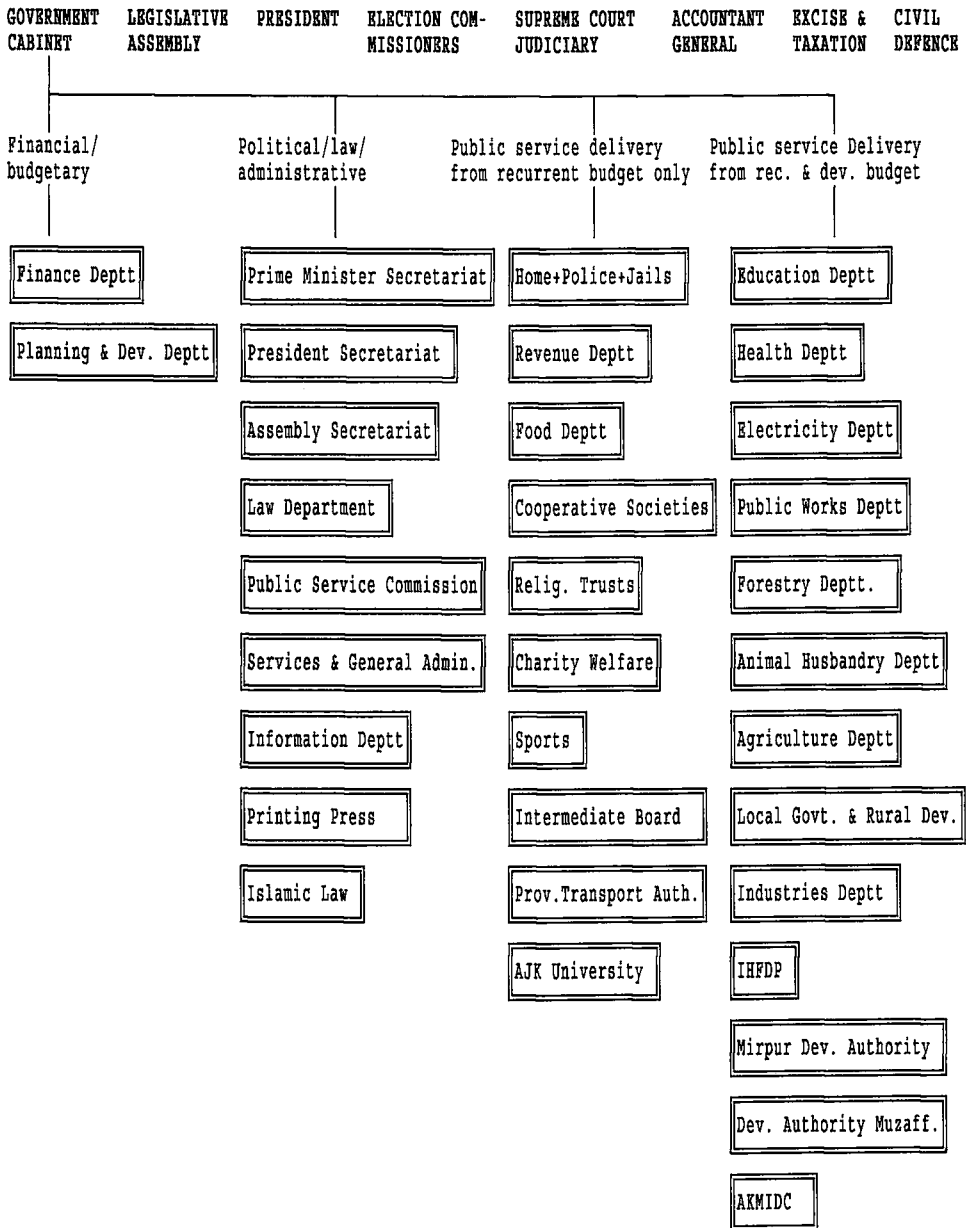 GOVERNMENT CABINET
LEGISLATIVE ASSEMBLY
PRESIDENT
ELECTION COM-
MISSIONERS
SUPREME COURT
JUDICIARY
ACCOUNTANT
GENERAL
EXCISE &
TAXATION
CIVIL
DEFENCE
Financial/
budgetary
Finance Deptt
Planning & Dev. Deptt
Political/law/
administrative
Prime Minister Secretariat
President Secretariat
Assembly Secretariat
Law Department
Public Service Commission
Services & General Admin.
Information Deptt
Printing Press
Islamic Law
Public service delivery
from recurrent budget only
Home+Police+Jails
Revenue Deptt
Food Deptt
Cooperative Societies
Relig. Trusts
Charity Welfare
Sports
Intermediate Board
Prov.Transport Auth.
AJK University
Public service Delivery
from rec. & dev. budget
Education Deptt
Health Deptt
Electricity Deptt
Public Works Deptt
Forestry Deptt.
Animal Husbandry Deptt
Agriculture Deptt
Local Govt. & Rural Dev.
Industries Deptt
IHFDP
Mirpur Dev. Authority
Dev. Authority Muzaff.
AKMIDC